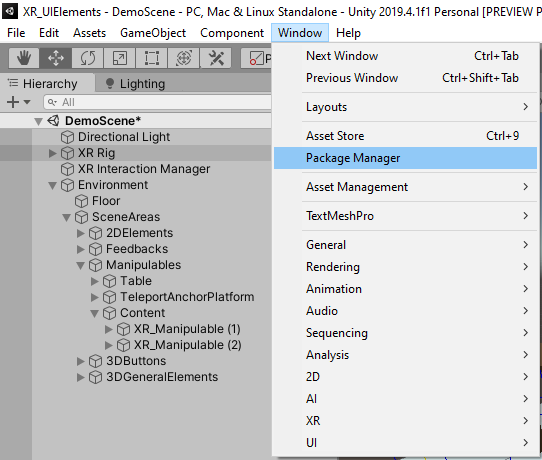 XR_UIElements - DemoScene - PC, Mac & Linux Standalone - Unity 2019.4.1f1 Personal [PREVIEW P
File Edit Assets GameObject Component Window Help
Hierarchy Lighting
All
DemoScene*
Directional Light
XR Rig
XR Interaction Manager
Environment
Floor
SceneAreas
2DElements
Feedbacks
Manipulables
Table
TeleportAnchorPlatform
Content
XR_Manipulable (1)
XR_Manipulable (2)
3DButtons
3DGeneralElements
Next Window Ctrl+Tab
Previous Window Ctrl+Shift+Tab
Layouts
Asset Store Ctrl+9
Package Manager
Asset Management
TextMeshPro
General
Rendering
Animation
Audio
Sequencing
Analysis
2D
AI
XR
UI